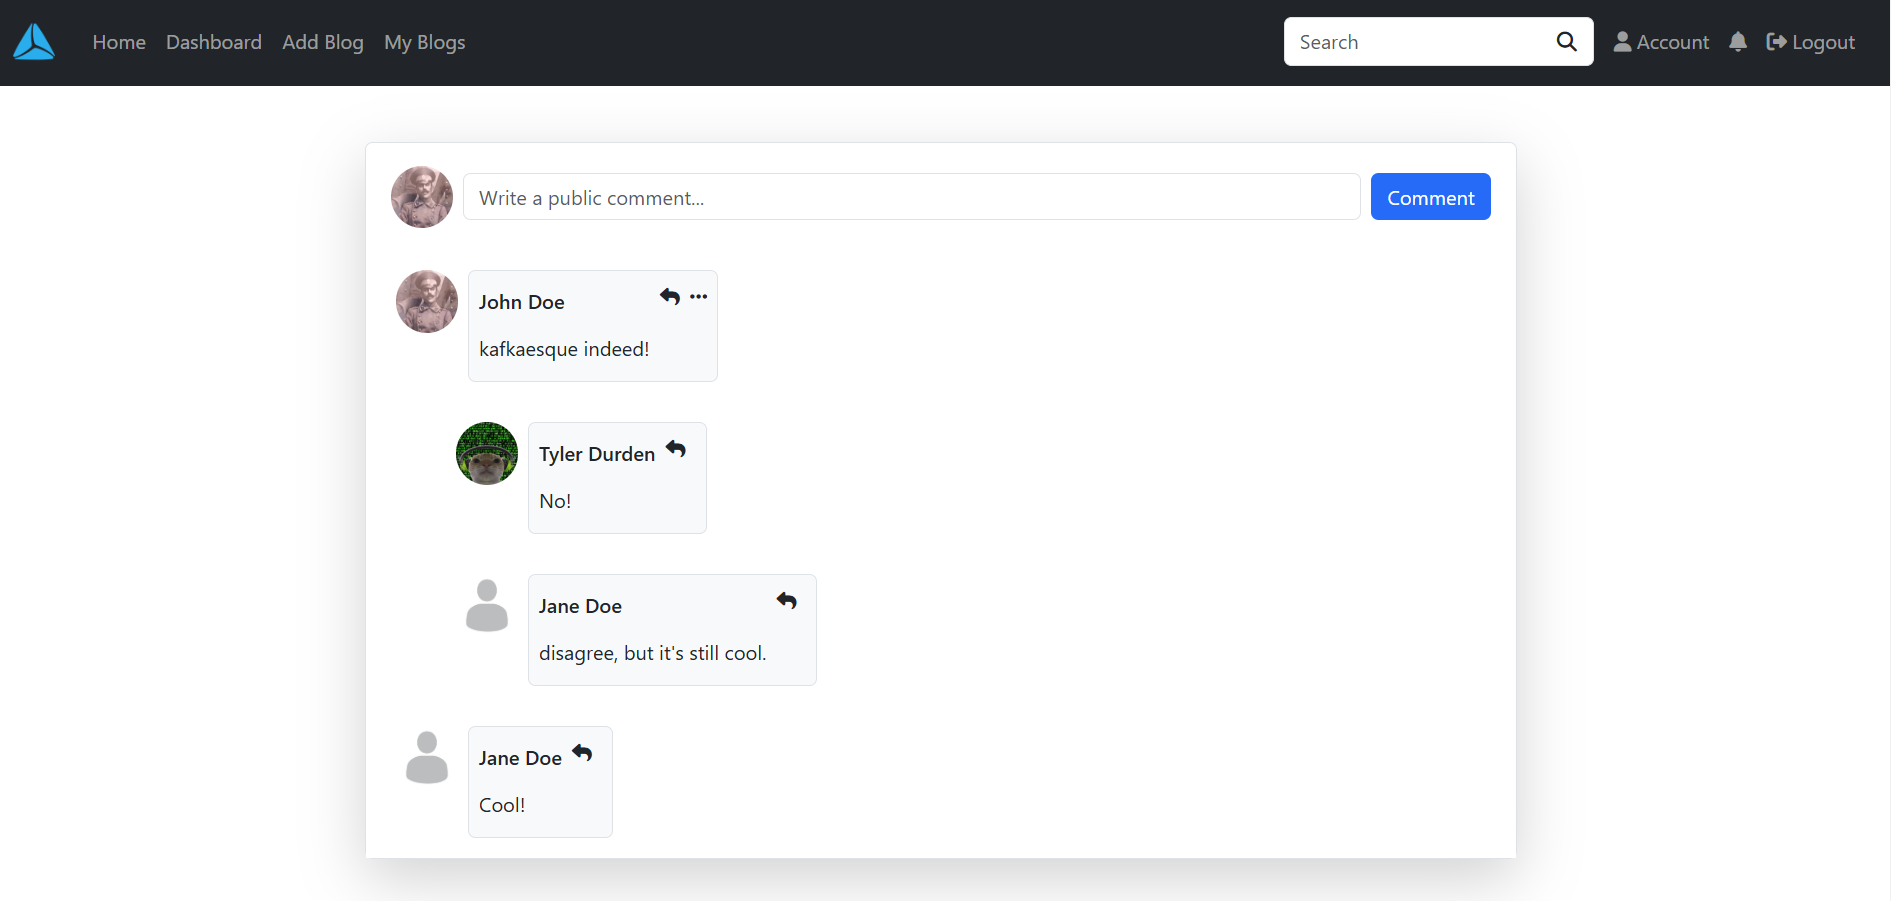 Home Dashboard Add Blog My Blogs Search Account Logout
Write a public comment... Comment
John Doe
kafkaesque indeed!
Tyler Durden
No!
Jane Doe
disagree, but it's still cool.
Jane Doe
Cool!